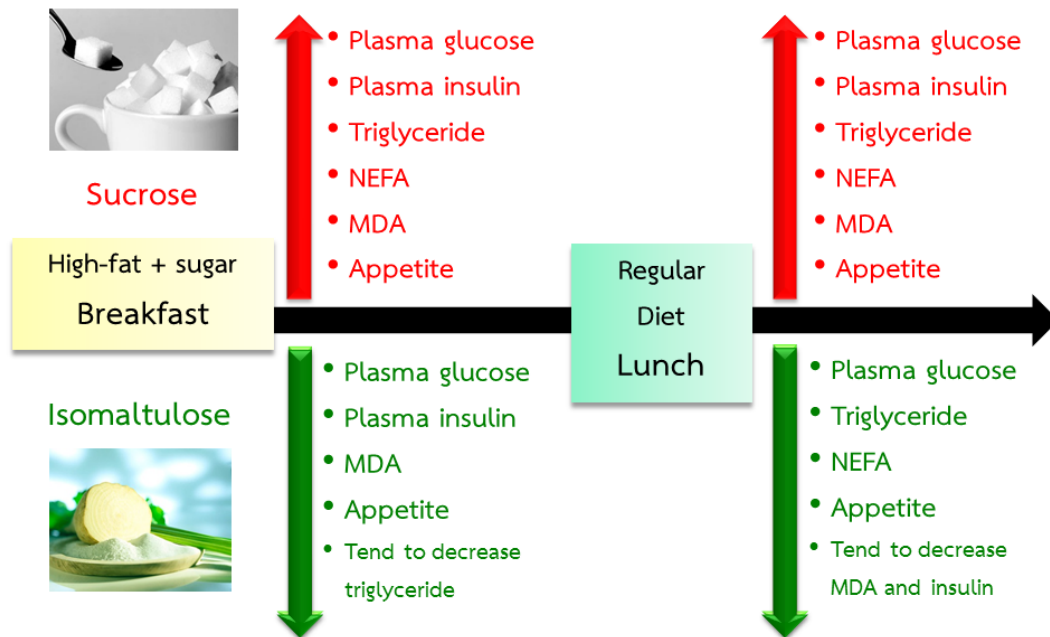 Sucrose
High-fat + sugar
Breakfast
Isomaltulose
• Plasma glucose
• Plasma insulin
• Triglyceride
• NEFA
• MDA
• Appetite
• Plasma glucose
• Plasma insulin
• MDA
• Appetite
• Tend to decrease
triglyceride
Regular
Diet
Lunch
• Plasma glucose
• Plasma insulin
• Triglyceride
• NEFA
• MDA
• Appetite
• Plasma glucose
• Triglyceride
• NEFA
• Appetite
• Tend to decrease
MDA and insulin